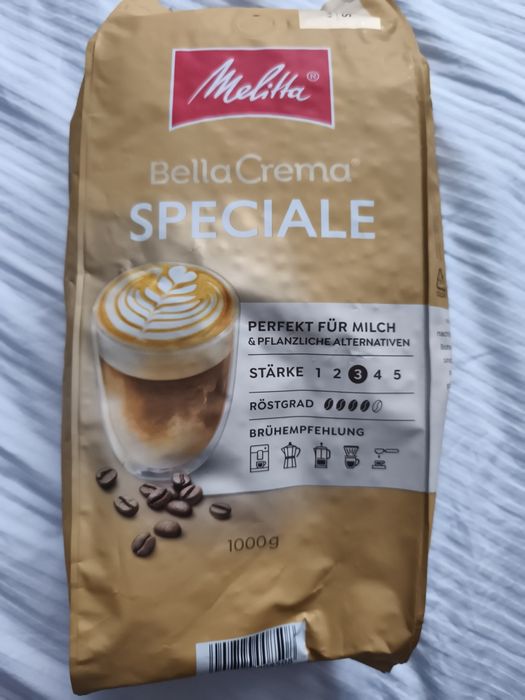 Melitta®
BellaCrema®
SPECIALE
PERFEKT FÜR MILCH
& PFLANZLICHE ALTERNATIVEN
STÄRKE 1 2 3 4 5
RÖSTGRAD
BRÜHEMPFEHLUNG
1000g